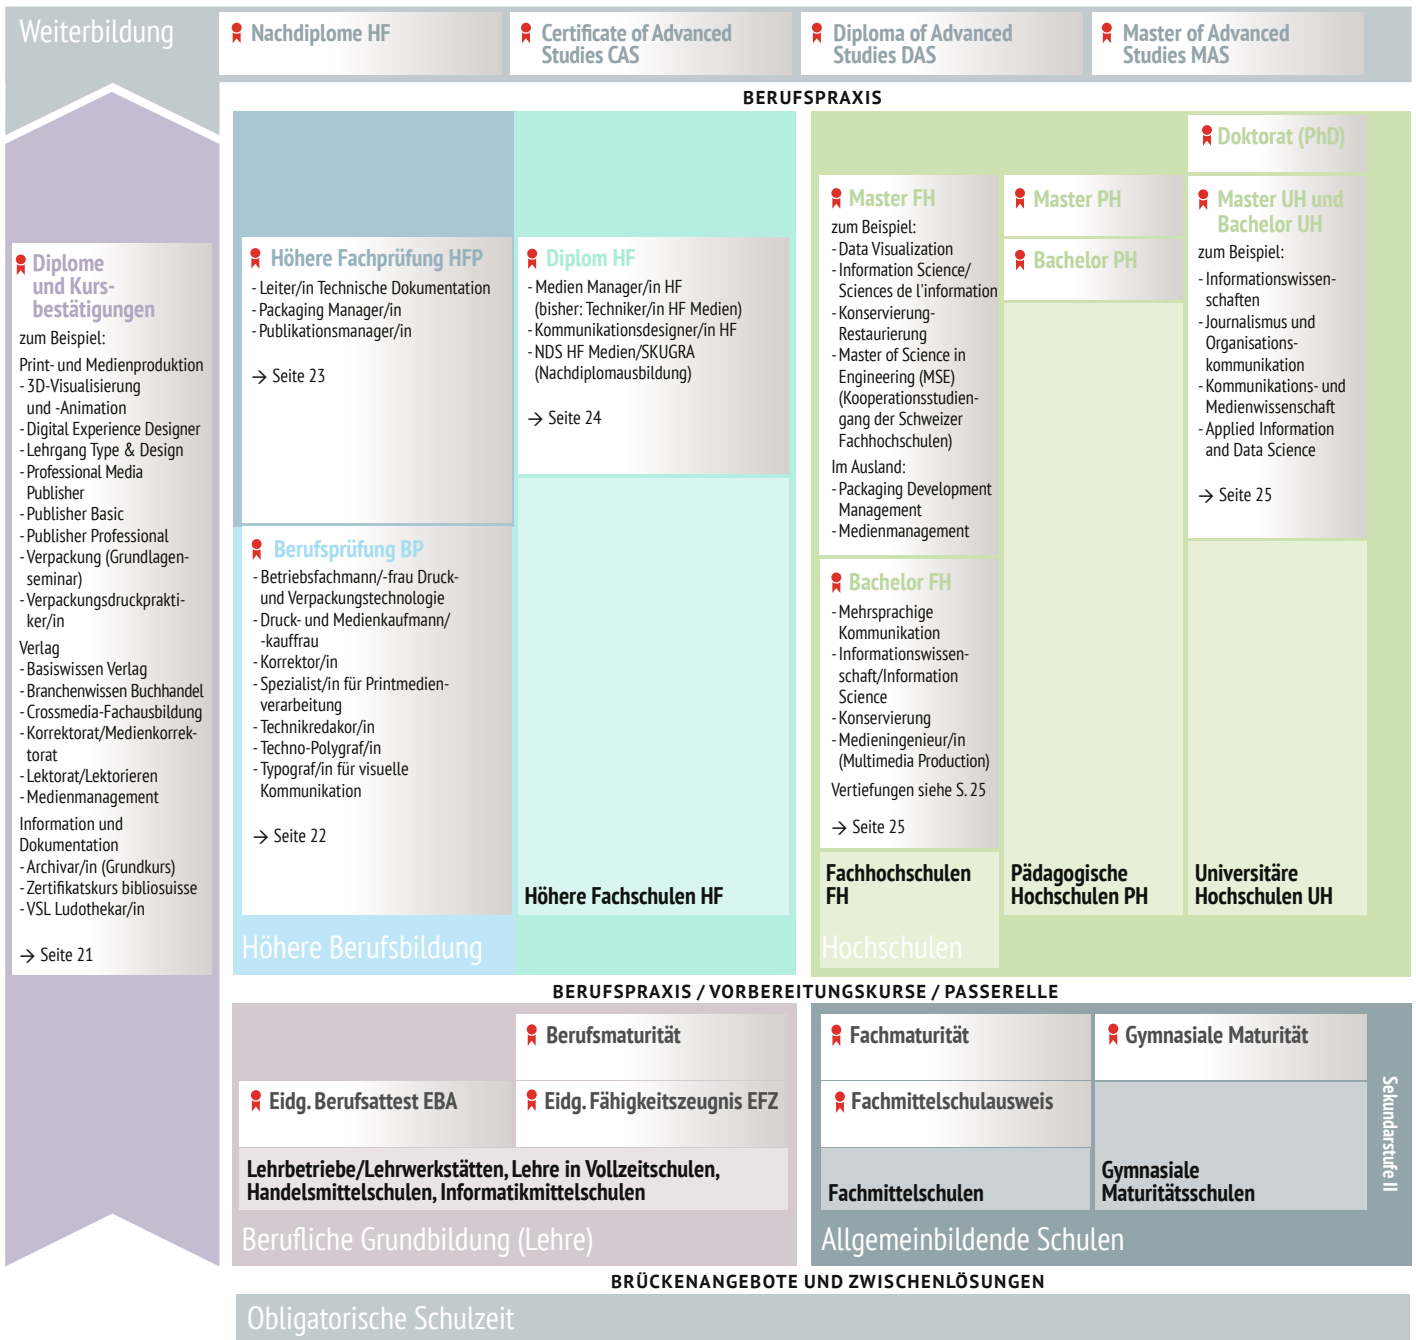 Weiterbildung
Nachdiplome HF
Certificate of Advanced
Studies CAS
Diploma of Advanced
Studies DAS
Master of Advanced
Studies MAS
BERUFSPRAXIS
Diplome
und Kurs-
bestätigungen
zum Beispiel:
Print- und Medienproduktion
- 3D-Visualisierung
und -Animation
- Digital Experience Designer
- Lehrgang Type & Design
- Professional Media
Publisher
- Publisher Basic
- Publisher Professional
- Verpackung (Grundlagen-
seminar)
- Verpackungsdruckprakti-
ker/in
Verlag
- Basiswissen Verlag
- Branchenwissen Buchhandel
- Crossmedia-Fachausbildung
- Korrektorat/Medienkorrek-
torat
- Lektorat/Lektorieren
- Medienmanagement
Information und
Dokumentation
- Archivar/in (Grundkurs)
- Zertifikatskurs bibliosuisse
- VSL Ludothekar/in
→ Seite 21
Höhere Fachprüfung HFP
- Leiter/in Technische Dokumentation
- Packaging Manager/in
- Publikationsmanager/in
→ Seite 23
Berufsprüfung BP
- Betriebsfachmann/-frau Druck-
und Verpackungstechnologie
- Druck- und Medienkaufmann/
-kauffrau
- Korrektor/in
- Spezialist/in für Printmedien-
verarbeitung
- Technikredakor/in
- Techno-Polygraf/in
- Typograf/in für visuelle
Kommunikation
→ Seite 22
Diplom HF
- Medien Manager/in HF
(bisher: Techniker/in HF Medien)
- Kommunikationsdesigner/in HF
- NDS HF Medien/SKUGRA
(Nachdiplomausbildung)
→ Seite 24
Höhere Fachschulen HF
Höhere Berufsbildung
Master FH
zum Beispiel:
- Data Visualization
- Information Science/
Sciences de l'information
- Konservierung-
Restaurierung
- Master of Science in
Engineering (MSE)
(Kooperationsstudien-
gang der Schweizer
Fachhochschulen)
Im Ausland:
- Packaging Development
Management
- Medienmanagement
Bachelor FH
- Mehrsprachige
Kommunikation
- Informationswissen-
schaft/Information
Science
- Konservierung
- Medieningenieur/in
(Multimedia Production)
Vertiefungen siehe S. 25
→ Seite 25
Fachhochschulen
FH
Master PH
Bachelor PH
Pädagogische
Hochschulen PH
Doktorat (PhD)
Master UH und
Bachelor UH
zum Beispiel:
- Informationswissen-
schaften
- Journalismus und
Organisations-
kommunikation
- Kommunikations- und
Medienwissenschaft
- Applied Information
and Data Science
→ Seite 25
Universitäre
Hochschulen UH
Hochschulen
BERUFSPRAXIS / VORBEREITUNGSKURSE / PASSERELLE
Berufsmaturität
Eidg. Berufsattest EBA
Eidg. Fähigkeitszeugnis EFZ
Lehrbetriebe/Lehrwerkstätten, Lehre in Vollzeitschulen,
Handelsmittelschulen, Informatikmittelschulen
Berufliche Grundbildung (Lehre)
Fachmaturität
Gymnasiale Maturität
Fachmittelschulausweis
Fachmittelschulen
Gymnasiale
Maturitätsschulen
Allgemeinbildende Schulen
Sekundarstufe II
BRÜCKENANGEBOTE UND ZWISCHENLÖSUNGEN
Obligatorische Schulzeit